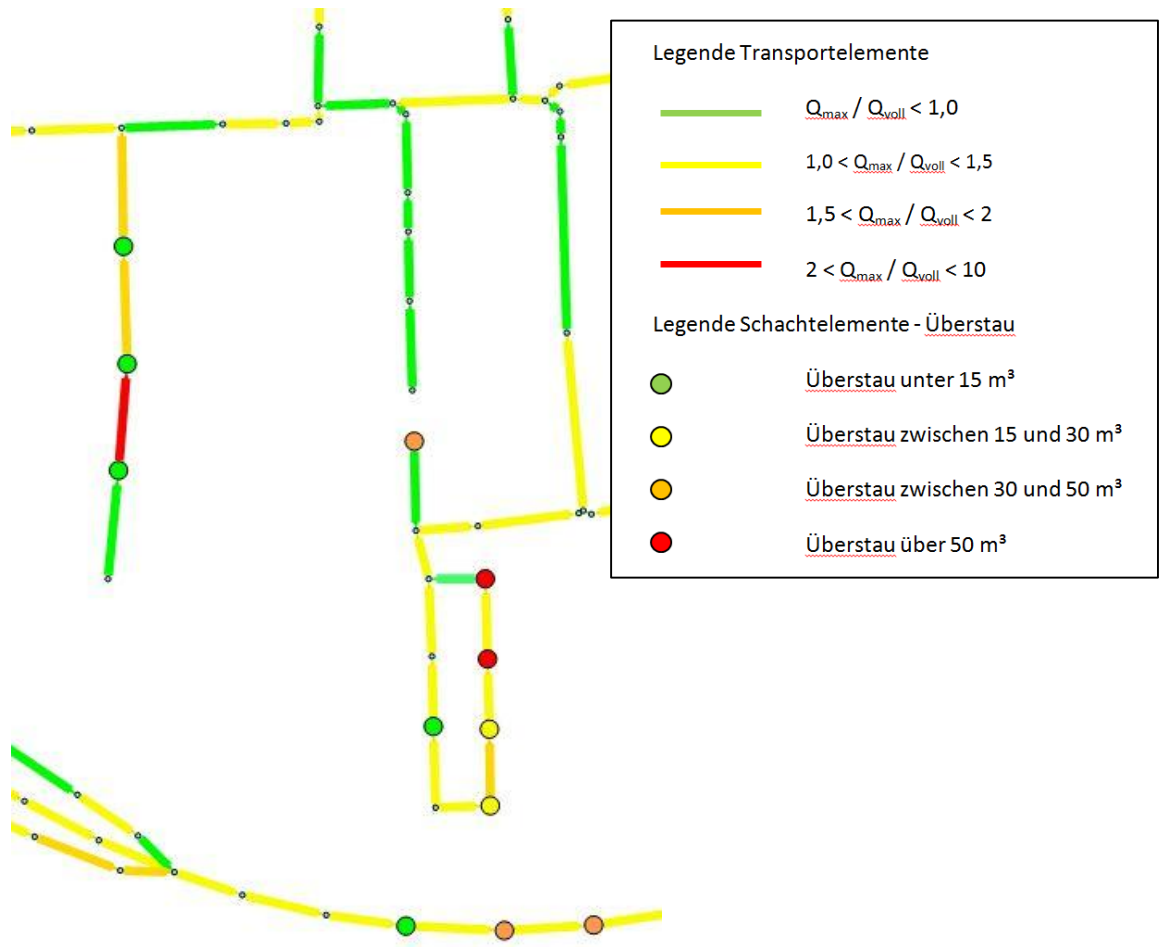 Legende Transportelemente
Qmax / Qvoll < 1,0
1,0 < Qmax / Qvoll < 1,5
1,5 < Qmax / Qvoll < 2
2 < Qmax / Qvoll < 10
Legende Schachtelemente - Überstau
Überstau unter 15 m³
Überstau zwischen 15 und 30 m³
Überstau zwischen 30 und 50 m³
Überstau über 50 m³